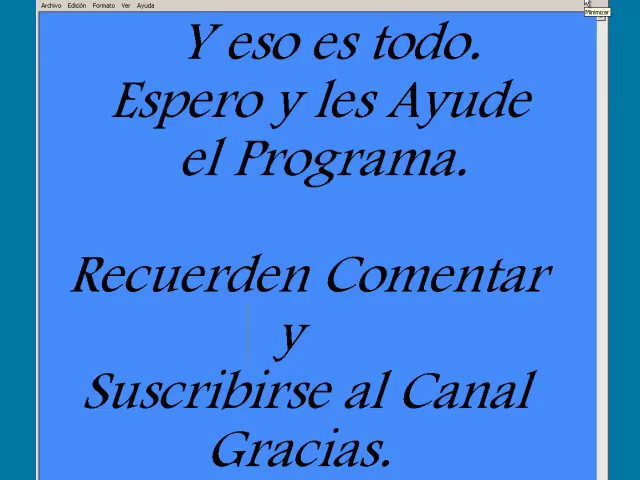 Archivo Edición Formato Ver Ayuda
Minimizar
Y eso es todo.
Espero y les Ayude
el Programa.
Recuerden Comentar
y
Suscribirse al Canal
Gracias.